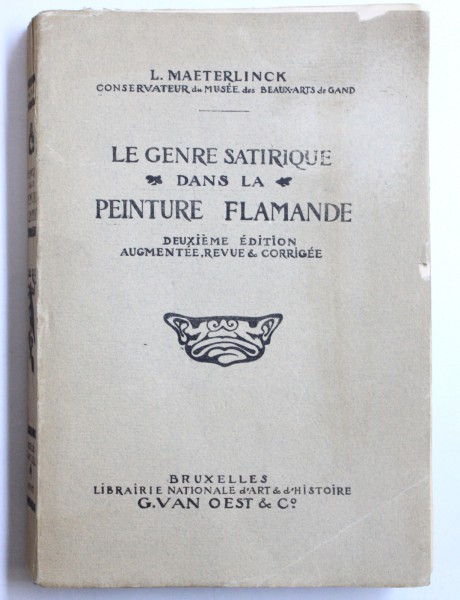 L. MAETERLINCK
CONSERVATEUR du MUSÉE des BEAUX-ARTS de GAND
LE GENRE SATIRIQUE
DANS LA
PEINTURE FLAMANDE
DEUXIÈME ÉDITION
AUGMENTÉE, REVUE & CORRIGÉE
BRUXELLES
LIBRAIRIE NATIONALE d'ART & d'HISTOIRE
G. VAN OEST & Cº